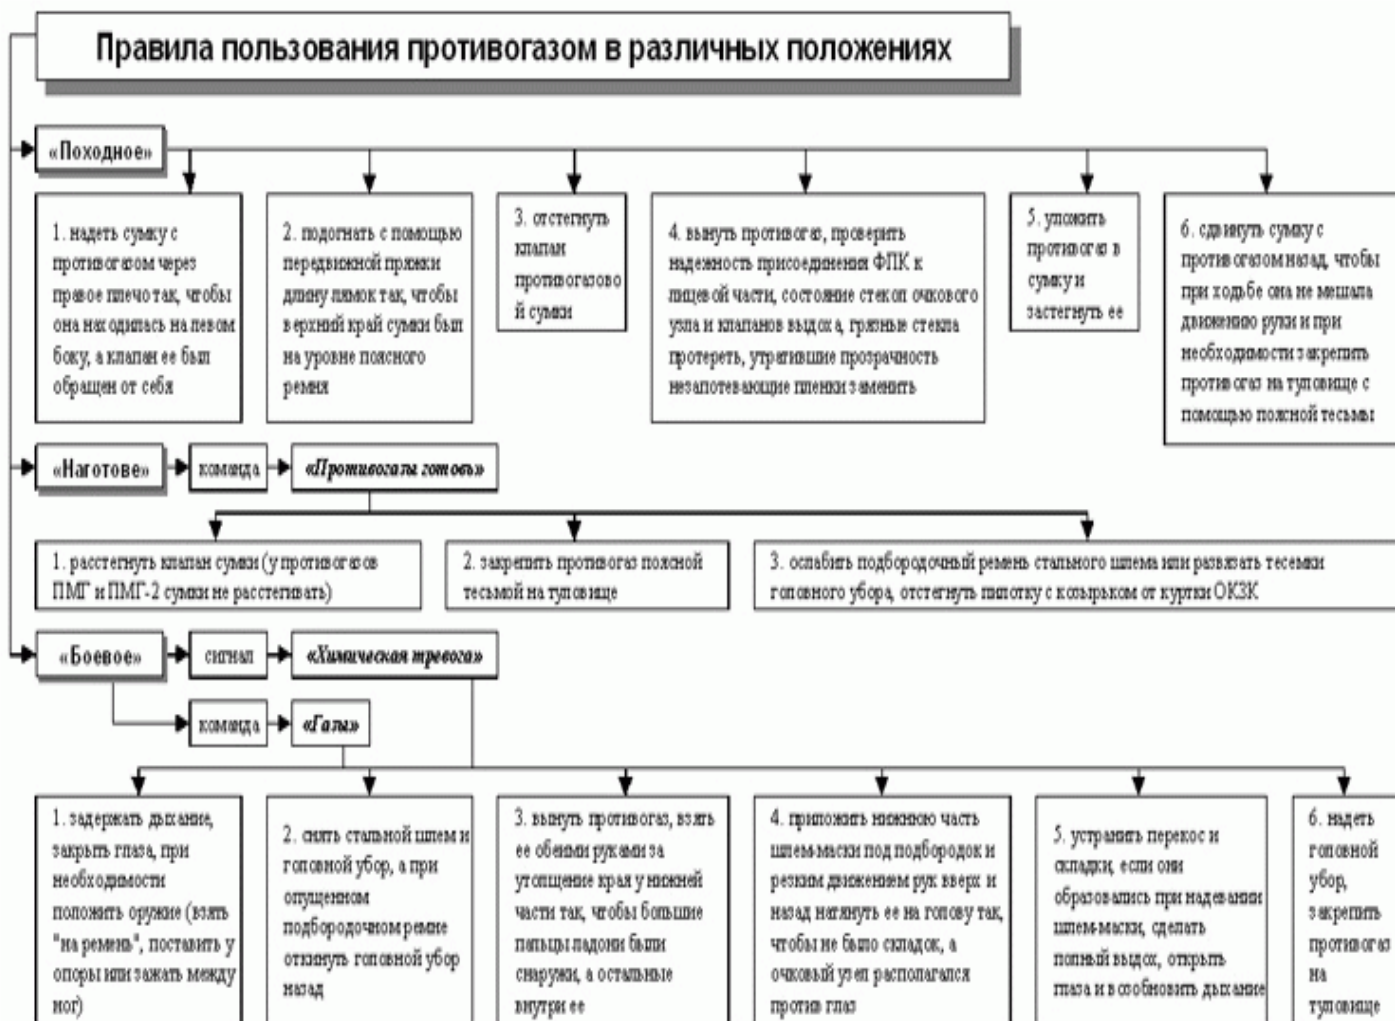 Правила пользования противогазом в различных положениях
«Походное»
1. надеть сумку с
противогазом через
правое плечо так, чтобы
она находилась на левом
боку, а клапан ее был
обращен от себя
2. подогнать с помощью
передвижной пряжки
длину лямок так, чтобы
верхний край сумки был
на уровне поясного
ремня
3. отстегнуть
клапан
противогазово
й сумки
4. вынуть противогаз, проверить
надежность присоединения ФПК к
лицевой части, состояние стекол очкового
узла и клапанов выдоха, грязные стекла
протереть, утратившие прозрачность
незапотевающие пленки заменить
5. уложить
противогаз в
сумку и
застегнуть ее
6. сдвинуть сумку с
противогазом назад, чтобы
при ходьбе она не мешала
движению руки и при
необходимости закрепить
противогаз на туловище с
помощью поясной тесьмы
«Наготове»
команда
«Противогазы готовь»
1. расстегнуть клапан сумки (у противогазов
ПМГ и ПМГ-2 сумки не расстегивать)
2. закрепить противогаз поясной
тесьмой на туловище
3. ослабить подбородочный ремень стального шлема или развязать тесемки
головного убора, отстегнуть пилотку с козырьком от куртки ОКЗК
«Боевое»
сигнал
«Химическая тревога»
команда
«Газы»
1. задержать дыхание,
закрыть глаза, при
необходимости
положить оружие (взять
"на ремень", поставить у
опоры или зажать между
ног)
2. снять стальной шлем и
головной убор, а при
опущенном
подбородочном ремне
откинуть головной убор
назад
3. вынуть противогаз, взять
ее обеими руками за
утолщение края у нижней
части так, чтобы большие
пальцы ладони были
снаружи, а остальные
внутри ее
4. приложить нижнюю часть
шлем-маски под подбородок и
резким движением рук вверх и
назад натянуть ее на голову так,
чтобы не было складок, а
очковый узел располагался
против глаз
5. устранить перекос и
складки, если они
образовались при надевании
шлем-маски, сделать
полный выдох, открыть
глаза и возобновить дыхание
6. надеть
головной
убор,
закрепить
противогаз
на
туловище